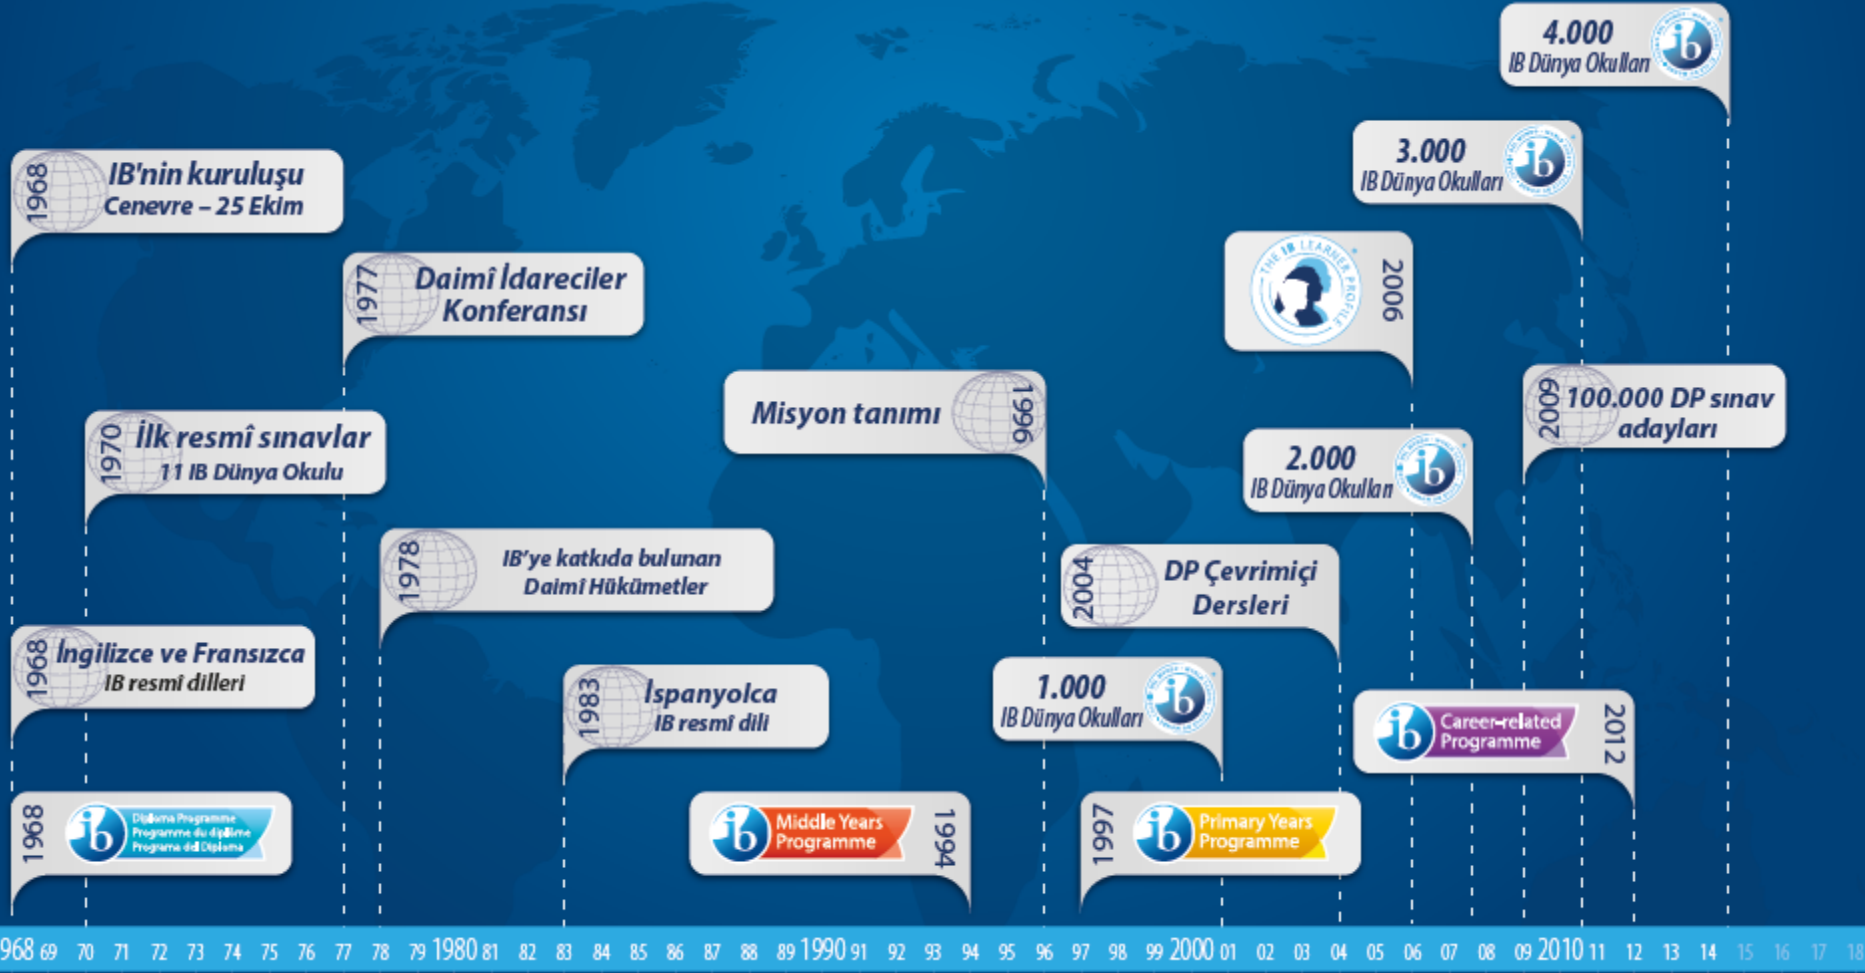 4.000
IB Dünya Okulları
3.000
IB Dünya Okulları
1968
IB'nin kuruluşu
Cenevre – 25 Ekim
THE IB LEARNER PROFILE
2006
1977
Daimî İdareciler
Konferansı
Misyon tanımı
1996
2009
100.000 DP sınav
adayları
1970
İlk resmî sınavlar
11 IB Dünya Okulu
2.000
IB Dünya Okulları
1978
IB'ye katkıda bulunan
Daimî Hükümetler
2004
DP Çevrimiçi
Dersleri
1968
İngilizce ve Fransızca
IB resmî dilleri
1983
İspanyolca
IB resmî dili
1.000
IB Dünya Okulları
Career-related
Programme
2012
1968
Diploma Programme
Programme du diplôme
Programa del Diploma
Middle Years
Programme
1994
1997
Primary Years
Programme
968 69 70 71 72 73 74 75 76 77 78 79 1980 81 82 83 84 85 86 87 88 89 1990 91 92 93 94 95 96 97 98 99 2000 01 02 03 04 05 06 07 08 09 2010 11 12 13 14 15 16 17 18